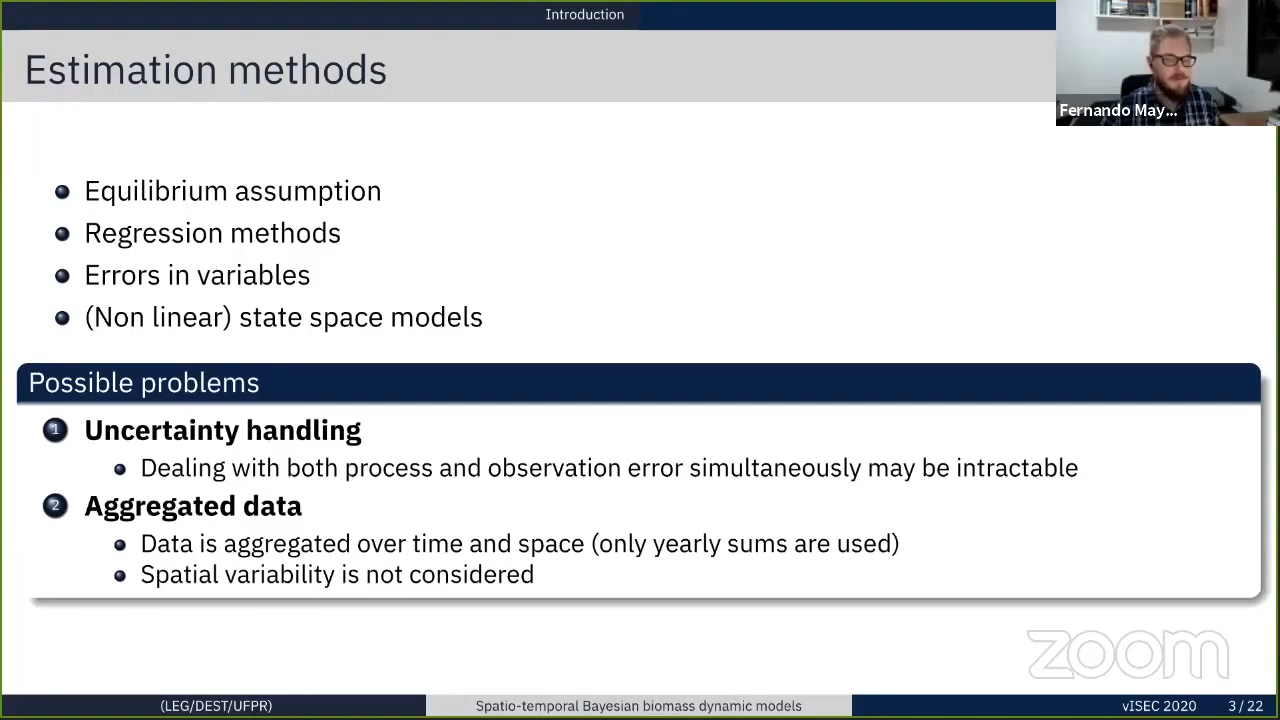 Introduction
Estimation methods
Fernando May...
Equilibrium assumption
Regression methods
Errors in variables
(Non linear) state space models
Possible problems
1 Uncertainty handling
Dealing with both process and observation error simultaneously may be intractable
2 Aggregated data
Data is aggregated over time and space (only yearly sums are used)
Spatial variability is not considered
zoom
(LEG/DEST/UFPR) Spatio-temporal Bayesian biomass dynamic models vISEC 2020 3 / 22